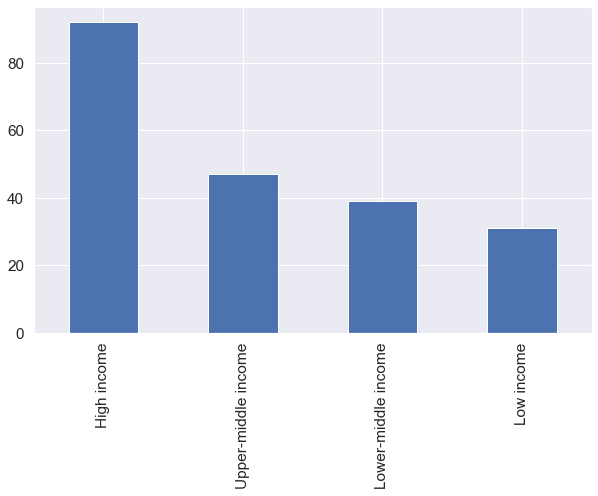 80
60
40
20
0
High income
Upper-middle income
Lower-middle income
Low income